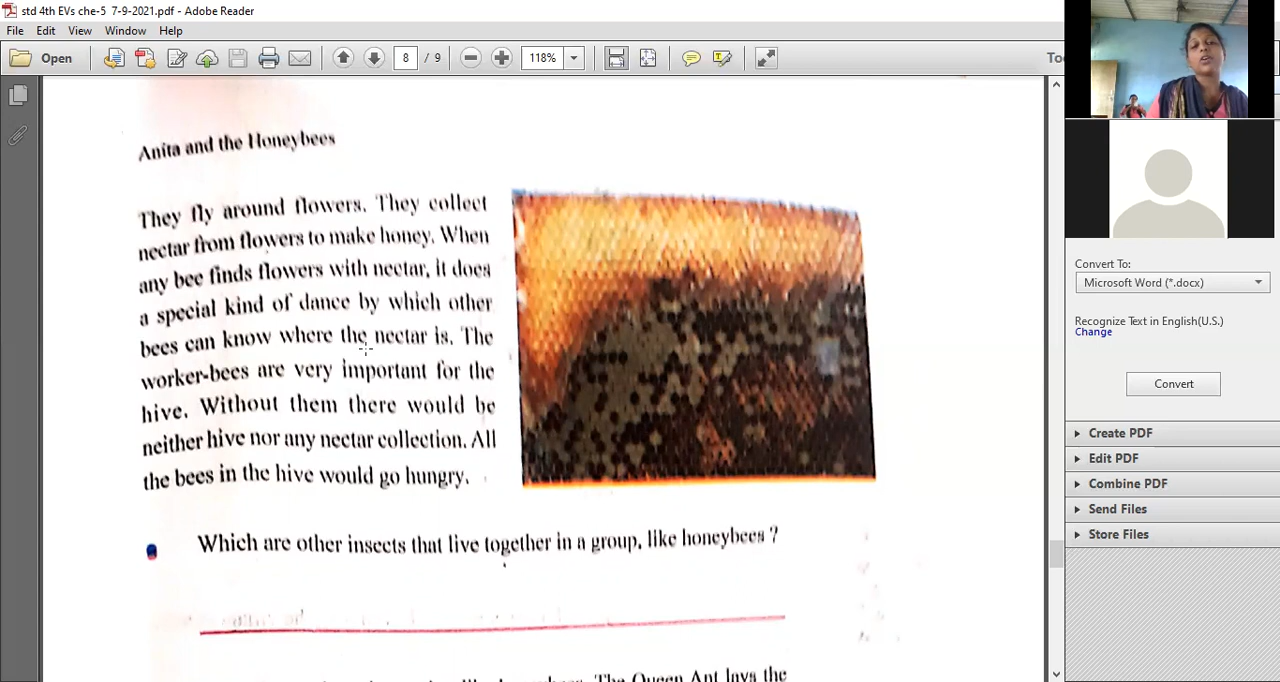 std 4th EVs che-5 7-9-2021.pdf - Adobe Reader
File Edit View Window Help
Open 8 / 9 118% To
Anita and the Honeybees
They fly around flowers. They collect
nectar from flowers to make honey. When
any bee finds flowers with nectar, it does
a special kind of dance by which other
bees can know where the nectar is. The
worker-bees are very important for the
hive. Without them there would be
neither hive nor any nectar collection. All
the bees in the hive would go hungry.
Which are other insects that live together in a group, like honeybees ?
The Queen Ant lays the
Convert To:
Microsoft Word (*.docx)
Recognize Text in English(U.S.)
Change
Convert
Create PDF
Edit PDF
Combine PDF
Send Files
Store Files